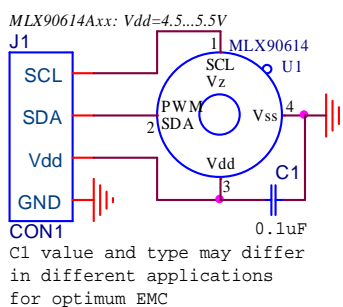 MLX90614Axx: Vdd=4.5...5.5V
J1
SCL
SDA
Vdd
GND
CON1
MLX90614
U1
1
SCL
Vz
PWM
SDA
2
Vss
4
Vdd
3
C1
0.1uF
C1 value and type may differ
in different applications
for optimum EMC